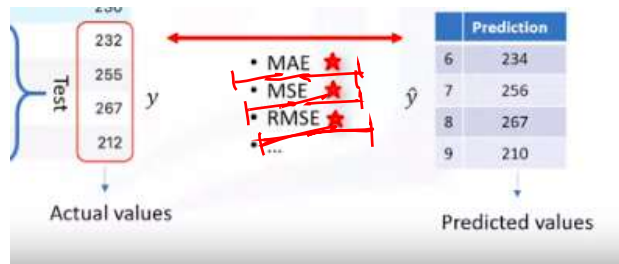 232
255
267
212
Test
y
Actual values
• MAE
• MSE
• RMSE
• ...
ŷ
Prediction
6 234
7 256
8 267
9 210
Predicted values